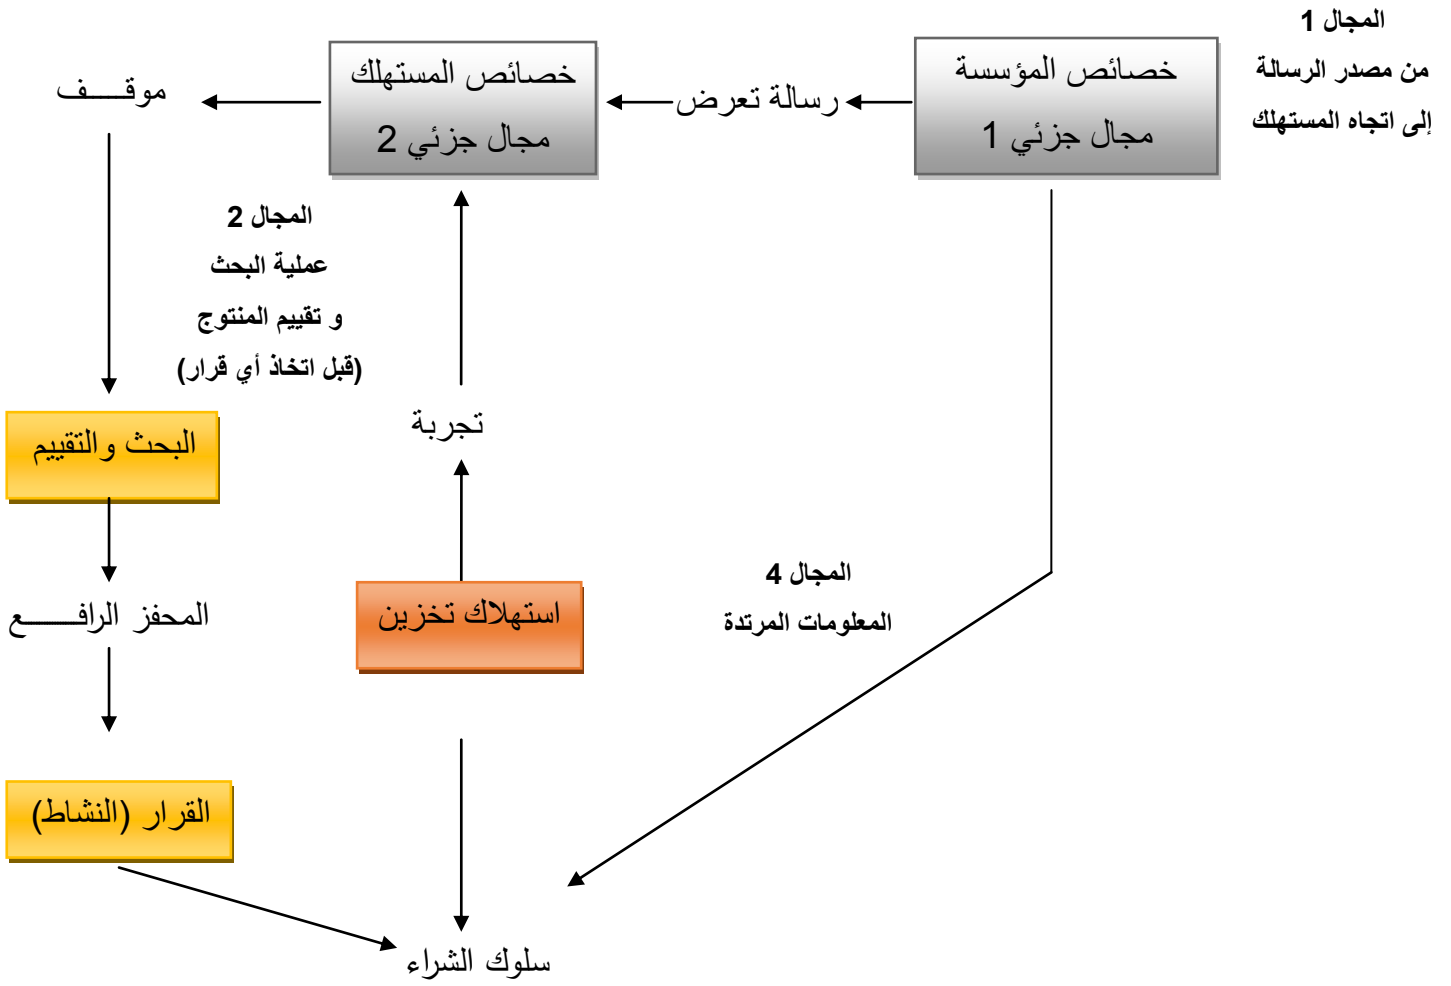 المجال 1
من مصدر الرسالة
إلى اتجاه المستهلك
خصائص المؤسسة
مجال جزئي 1
رسالة تعرض
خصائص المستهلك
مجال جزئي 2
موقـــف
المجال 2
عملية البحث
و تقييم المنتوج
(قبل اتخاذ أي قرار)
تجربة
البحث والتقييم
المجال 4
المعلومات المرتدة
استهلاك تخزين
المحفز الرافـــــع
القرار (النشاط)
سلوك الشراء